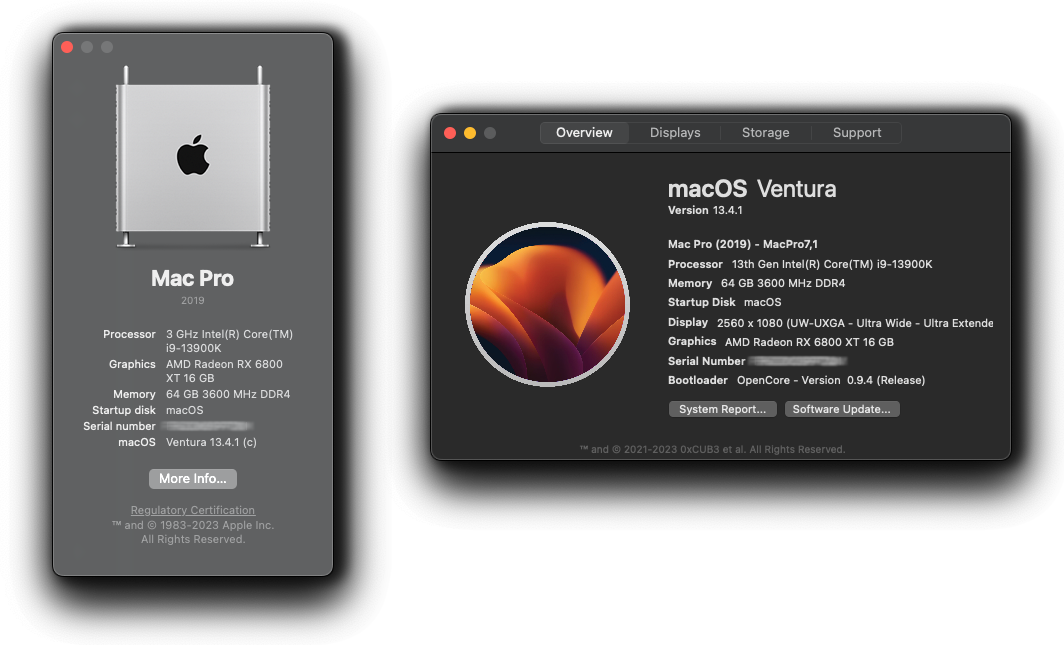 Mac Pro
2019
Processor 3 GHz Intel(R) Core(TM)
i9-13900K
Graphics AMD Radeon RX 6800
XT 16 GB
Memory 64 GB 3600 MHz DDR4
Startup disk macOS
Serial number
macOS Ventura 13.4.1 (c)
More Info...
Regulatory Certification
™ and © 1983-2023 Apple Inc.
All Rights Reserved.
Overview Displays Storage Support
macOS Ventura
Version 13.4.1
Mac Pro (2019) - MacPro7,1
Processor 13th Gen Intel(R) Core(TM) i9-13900K
Memory 64 GB 3600 MHz DDR4
Startup Disk macOS
Display 2560 x 1080 (UW-UXGA - Ultra Wide - Ultra Extende
Graphics AMD Radeon RX 6800 XT 16 GB
Serial Number
Bootloader OpenCore - Version 0.9.4 (Release)
System Report... Software Update...
™ and © 2021-2023 0xCUB3 et al. All Rights Reserved.